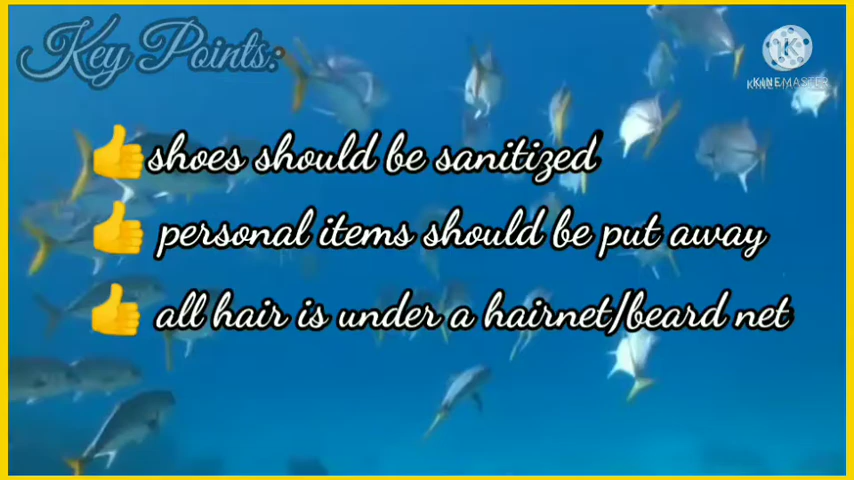 Key Points:
KINEMASTER
👍shoes should be sanitized
👍 personal items should be put away
👍 all hair is under a hairnet/beard net